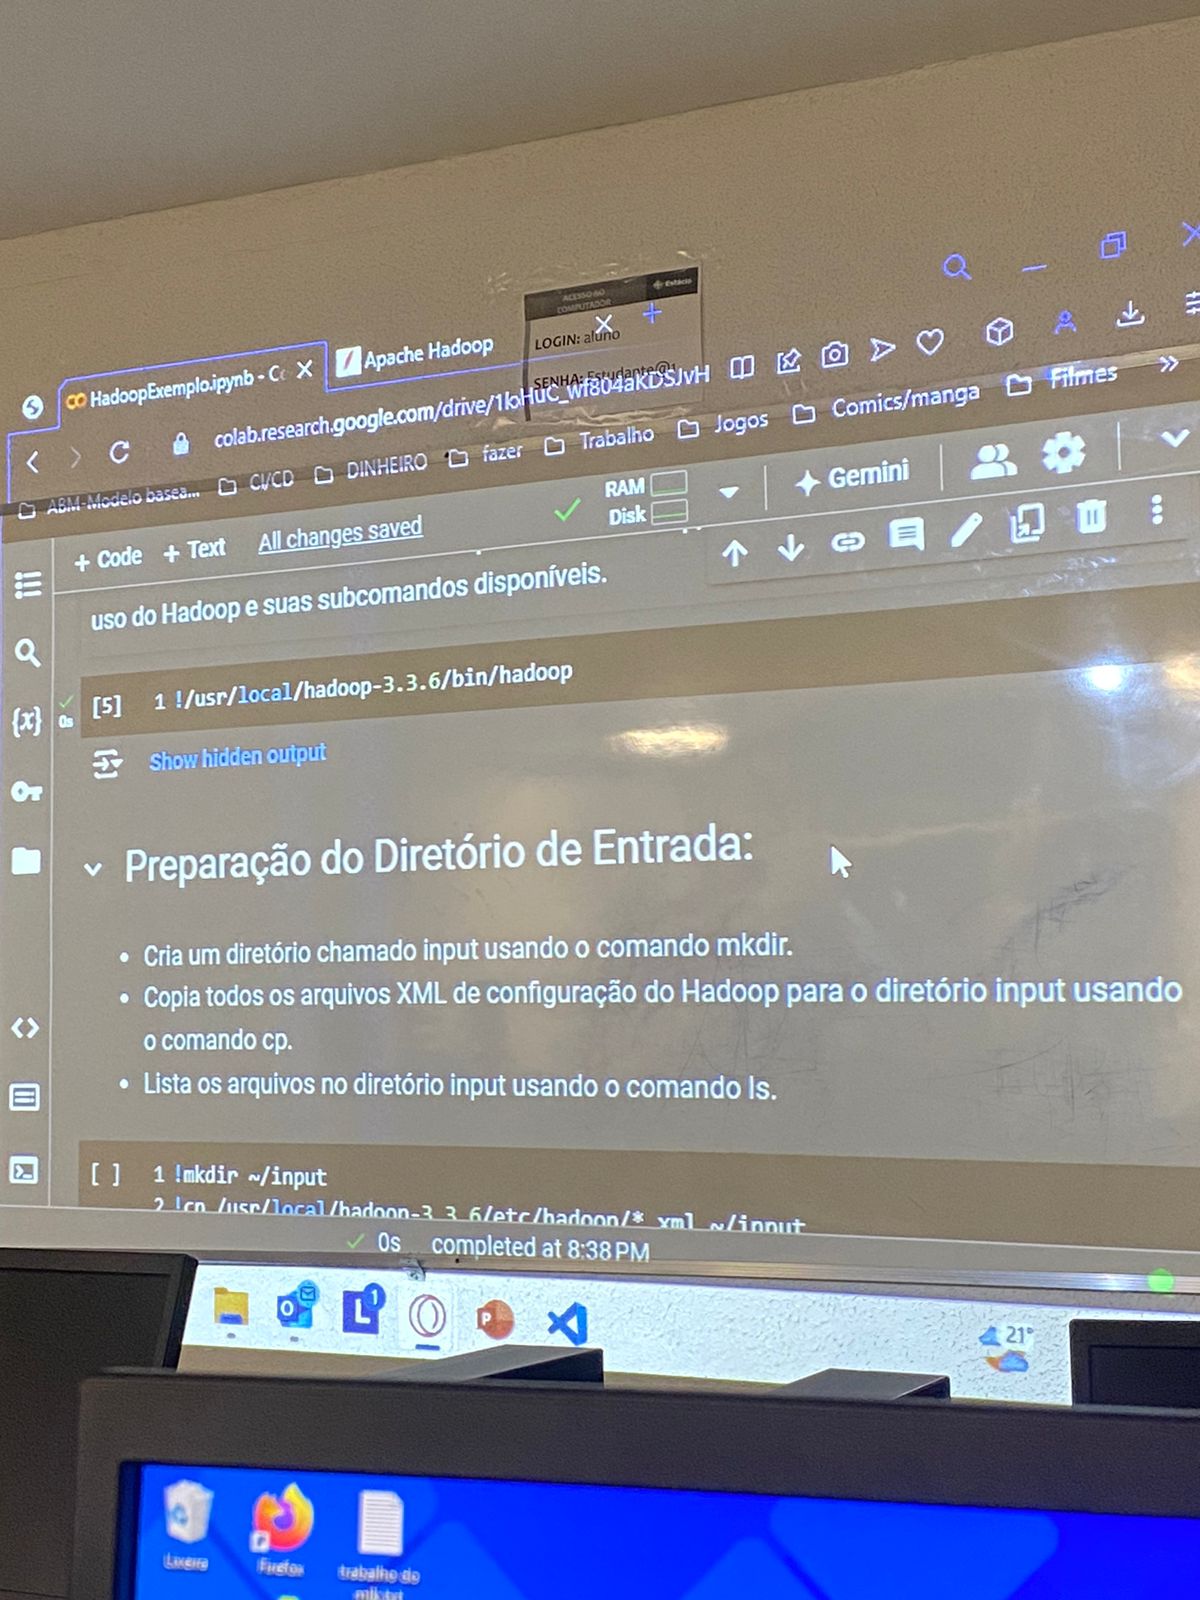 ACESSO AO
COMPUTADOR
Estácio
LOGIN: aluno
SENHA: Estudante@
HadoopExemplo.ipynb - Co
Apache Hadoop
colab.research.google.com/drive/
ABM-Modelo basea...
CI/CD
DINHEIRO
fazer
Trabalho
Jogos
Comics/manga
Filmes
+ Code + Text All changes saved
RAM
Disk
Gemini
uso do Hadoop e suas subcomandos disponíveis.
0s
[5] 1 !/usr/local/hadoop-3.3.6/bin/hadoop
Show hidden output
Preparação do Diretório de Entrada:
• Cria um diretório chamado input usando o comando mkdir.
• Copia todos os arquivos XML de configuração do Hadoop para o diretório input usando
o comando cp.
• Lista os arquivos no diretório input usando o comando ls.
[ ] 1 !mkdir ~/input
2 !cp /usr/local/hadoop-3.3.6/etc/hadoop/*.xml ~/input
0s completed at 8:38 PM
21°
Lixeira
Firefox
trabalho do
mlk.txt